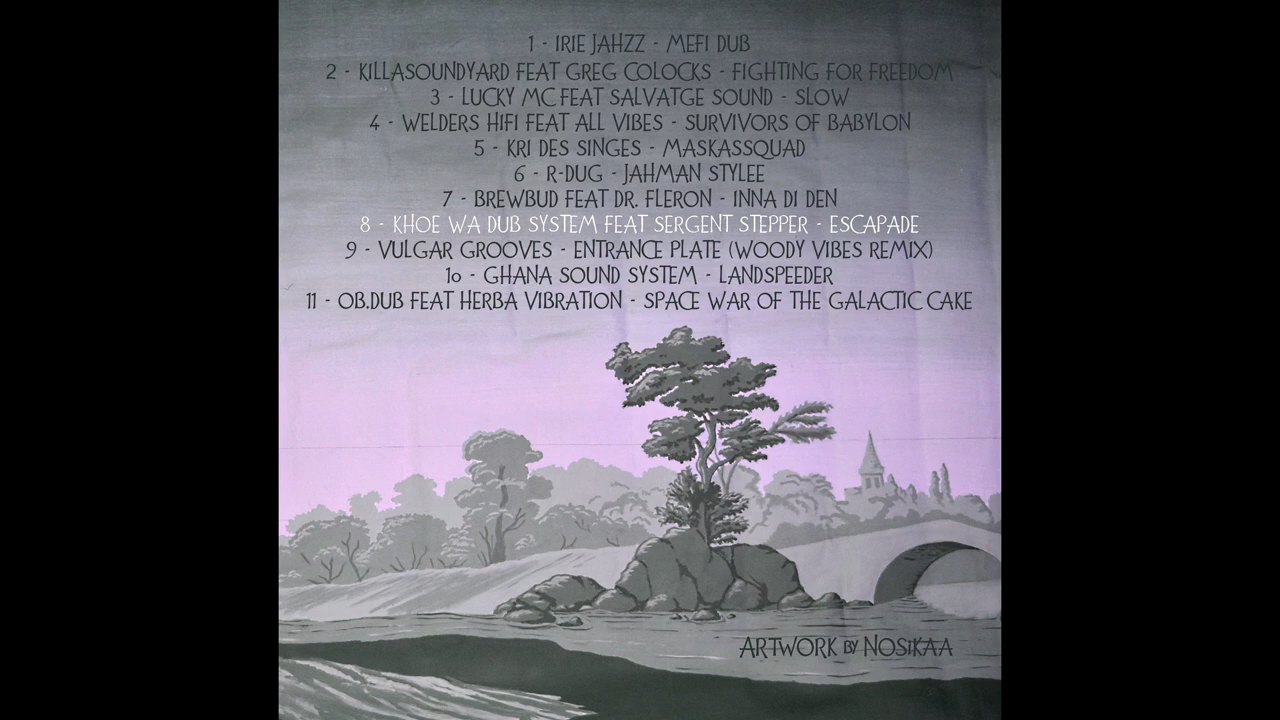 1 - IRIE JAHZZ - MEFI DUB
2 - KILLASOUNDYARD FEAT GREG COLOCKS - FIGHTING FOR FREEDOM
3 - LUCKY MC FEAT SALVATGE SOUND - SLOW
4 - WELDERS HIFI FEAT ALL VIBES - SURVIVORS OF BABYLON
5 - KRI DES SINGES - MASKASSQUAD
6 - R-DUG - JAHMAN STYLEE
7 - BREWBUD FEAT DR. FLERON - INNA DI DEN
8 - KHOE WA DUB SYSTEM FEAT SERGENT STEPPER - ESCAPADE
9 - VULGAR GROOVES - ENTRANCE PLATE (WOODY VIBES REMIX)
10 - GHANA SOUND SYSTEM - LANDSPEEDER
11 - OB.DUB FEAT HERBA VIBRATION - SPACE WAR OF THE GALACTIC CAKE
ARTWORK BY NOSIKAA